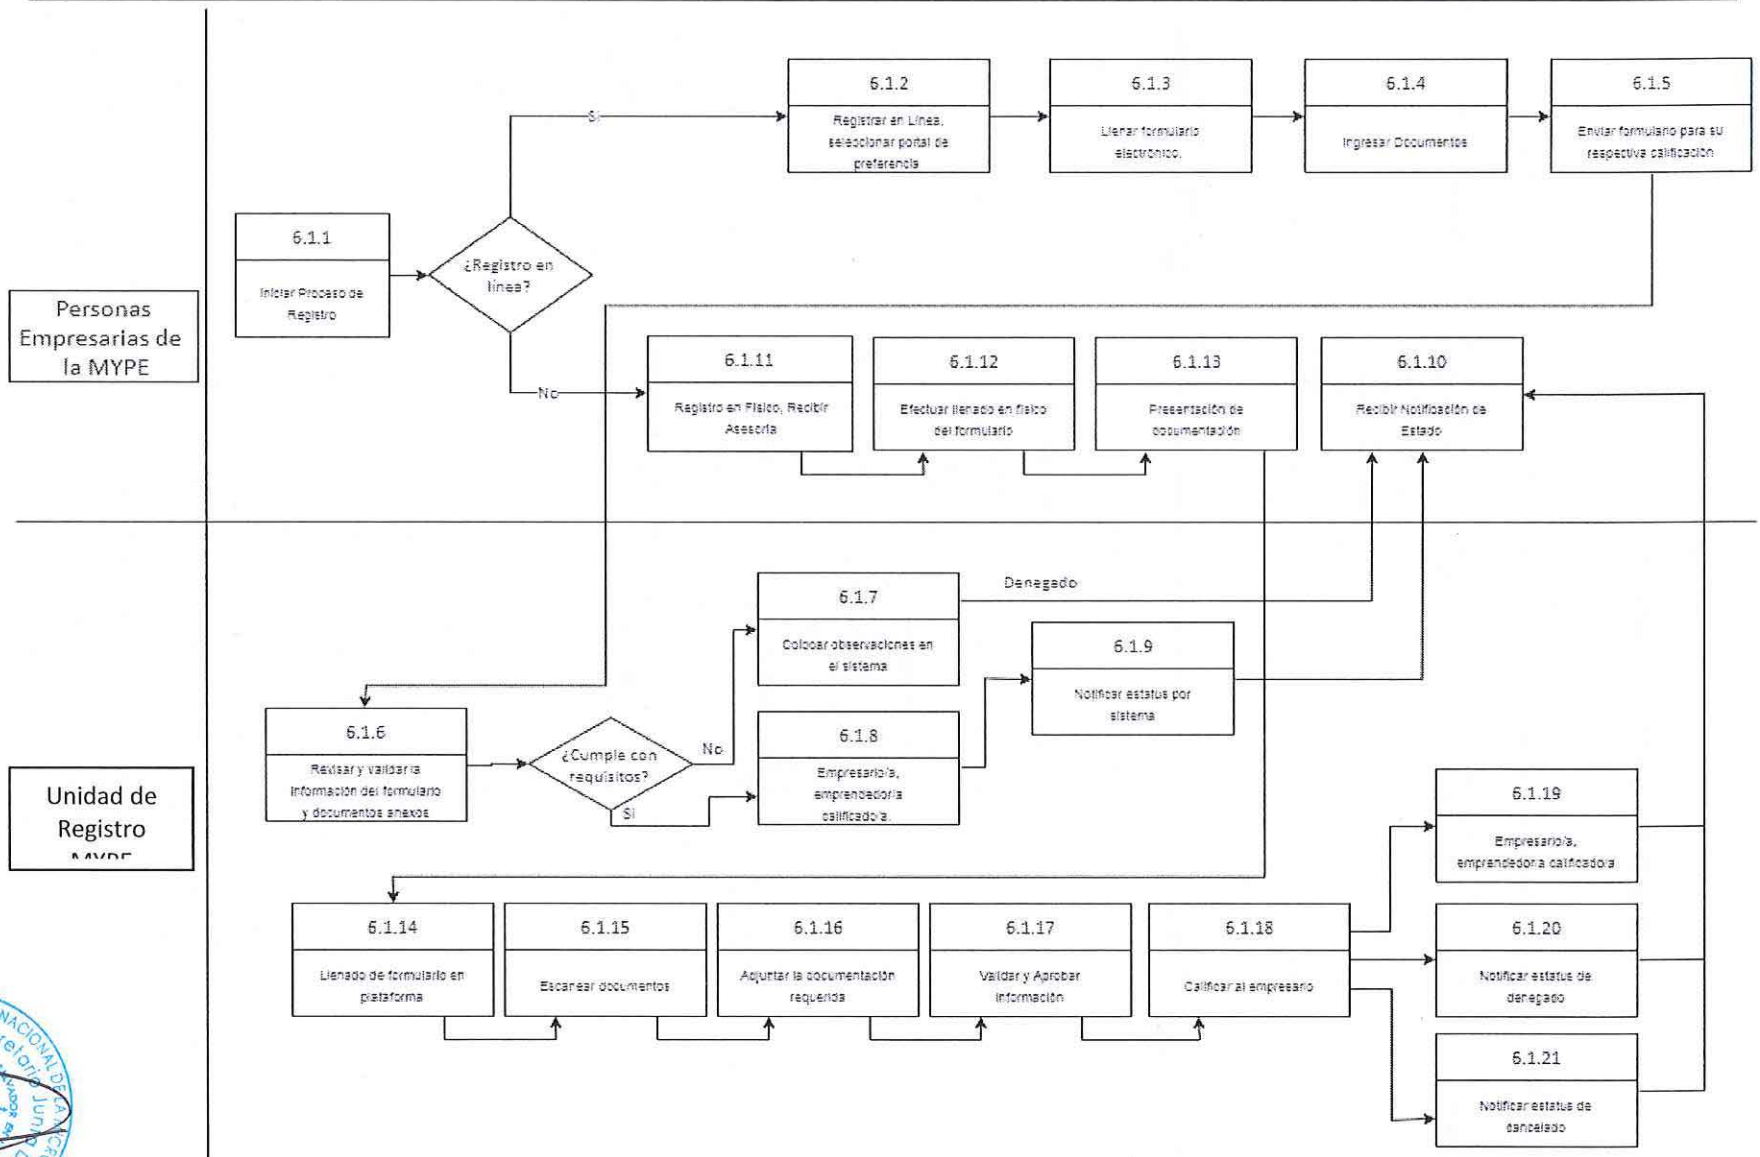 6.1.2
Registrar en Línea,
seleccionar portal de
preferencia
6.1.3
Llenar formulario
electrónico.
6.1.4
Ingresar Documentos
6.1.5
Enviar formulario para su
respectiva calificación
Si
6.1.1
Iniciar Proceso de
Registro
¿Registro en
línea?
Personas
Empresarias de
la MYPE
No
6.1.11
Registro en Físico, Recibir
Asesoría
6.1.12
Efectuar llenado en físico
del formulario
6.1.13
Presentación de
documentación
6.1.10
Recibir Notificación de
Estado
Denegado
6.1.7
Colocar observaciones en
el sistema
6.1.9
Notificar estatus por
sistema
6.1.6
Revisar y validar la
información del formulario
y documentos anexos
¿Cumple con
requisitos?
No
Si
6.1.8
Empresario/a,
emprendedor/a
calificado/a.
Unidad de
Registro
MYPE
6.1.19
Empresario/a,
emprendedor/a calificado/a
6.1.14
Llenado de formulario en
plataforma
6.1.15
Escanear documentos
6.1.16
Adjuntar la documentación
requerida
6.1.17
Validar y Aprobar
información
6.1.18
Calificar al empresario
6.1.20
Notificar estatus de
denegado
6.1.21
Notificar estatus de
cancelado
NACIONAL DE LA MICRO
retario Junta